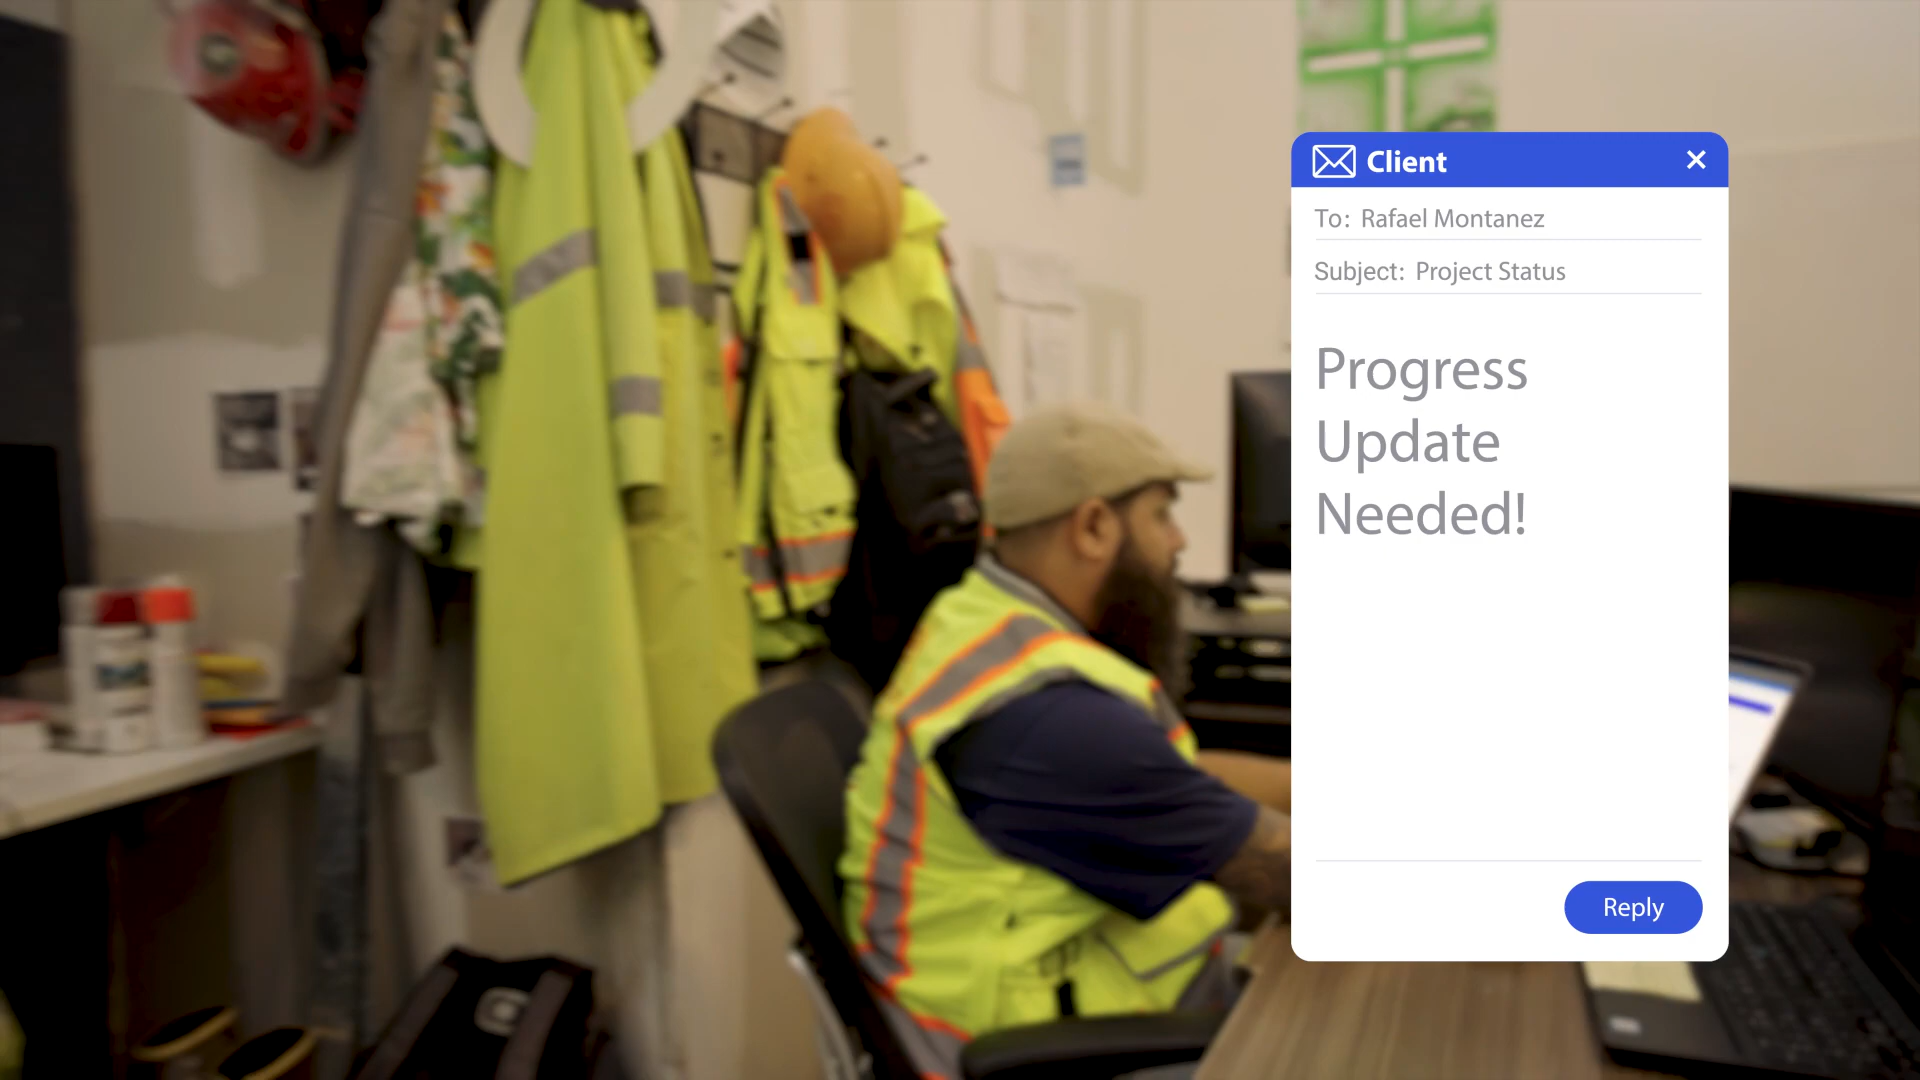 Client
To: Rafael Montanez
Subject: Project Status
Progress
Update
Needed!
Reply